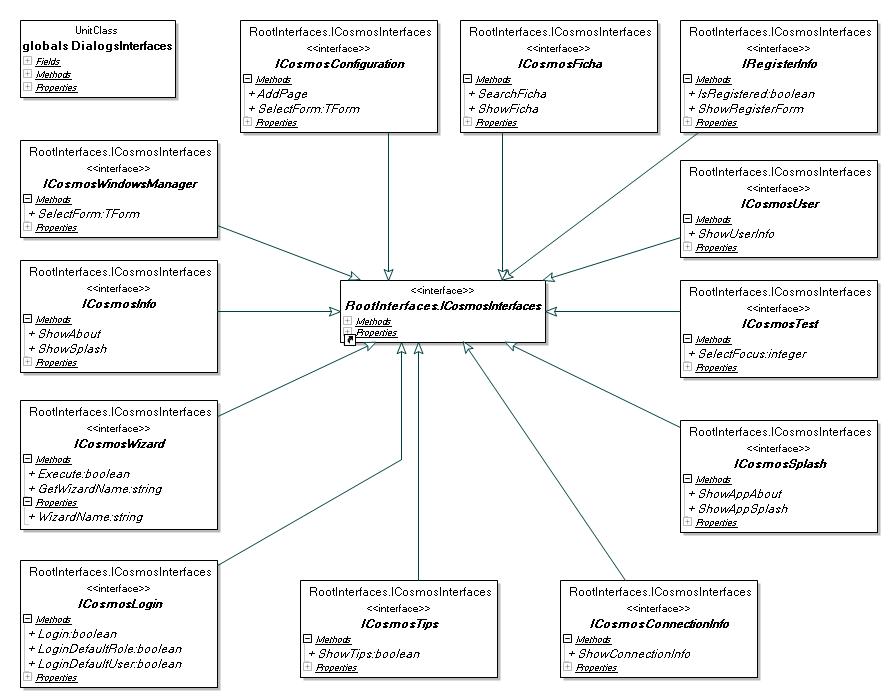 UnitClass
globals DialogsInterfaces
Fields
Methods
Properties
RootInterfaces.ICosmosInterfaces
<<interface>>
ICosmosConfiguration
Methods
+AddPage
+SelectForm:TForm
Properties
RootInterfaces.ICosmosInterfaces
<<interface>>
ICosmosFicha
Methods
+SearchFicha
+ShowFicha
Properties
RootInterfaces.ICosmosInterfaces
<<interface>>
IRegisterInfo
Methods
+IsRegistered:boolean
+ShowRegisterForm
Properties
RootInterfaces.ICosmosInterfaces
<<interface>>
ICosmosWindowsManager
Methods
+SelectForm:TForm
Properties
RootInterfaces.ICosmosInterfaces
<<interface>>
ICosmosUser
Methods
+ShowUserInfo
Properties
RootInterfaces.ICosmosInterfaces
<<interface>>
ICosmosInfo
Methods
+ShowAbout
+ShowSplash
Properties
<<interface>>
RootInterfaces.ICosmosInterfaces
Methods
Properties
RootInterfaces.ICosmosInterfaces
<<interface>>
ICosmosTest
Methods
+SelectFocus:integer
Properties
RootInterfaces.ICosmosInterfaces
<<interface>>
ICosmosWizard
Methods
+Execute:boolean
+GetWizardName:string
Properties
+WizardName:string
RootInterfaces.ICosmosInterfaces
<<interface>>
ICosmosSplash
Methods
+ShowAppAbout
+ShowAppSplash
Properties
RootInterfaces.ICosmosInterfaces
<<interface>>
ICosmosLogin
Methods
+Login:boolean
+LoginDefaultRole:boolean
+LoginDefaultUser:boolean
Properties
RootInterfaces.ICosmosInterfaces
<<interface>>
ICosmosTips
Methods
+ShowTips:boolean
Properties
RootInterfaces.ICosmosInterfaces
<<interface>>
ICosmosConnectionInfo
Methods
+ShowConnectionInfo
Properties